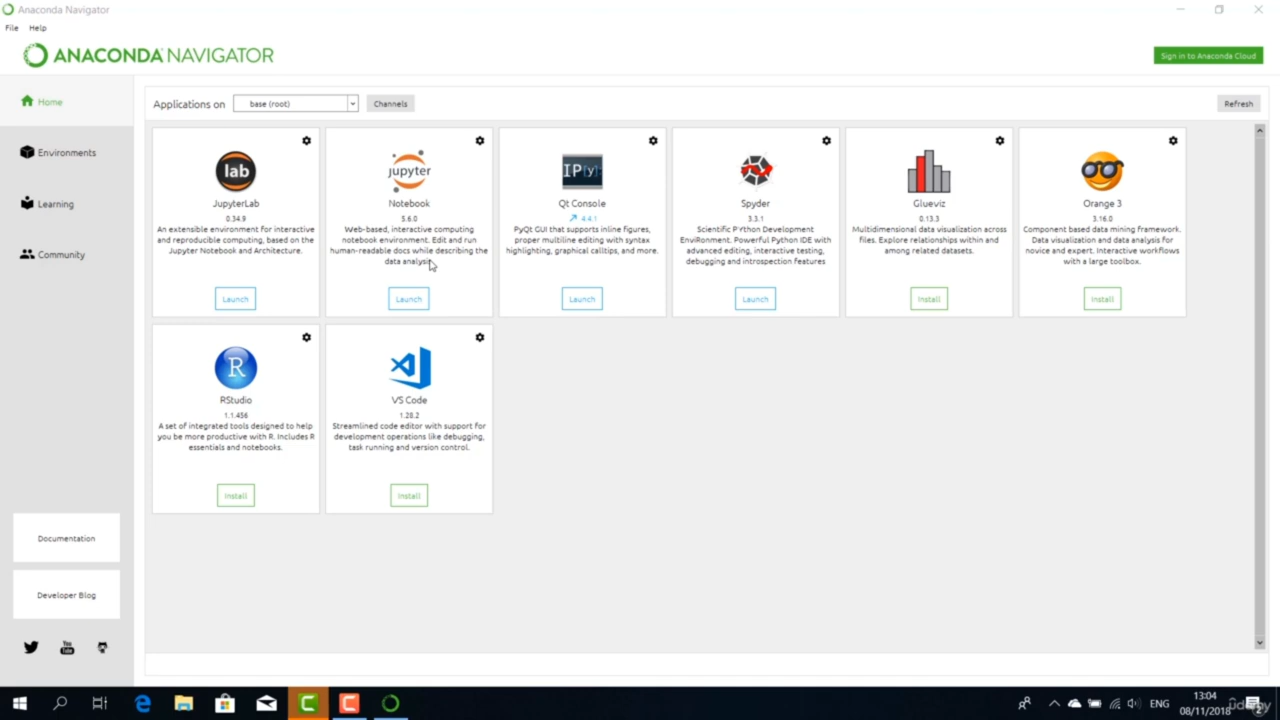 Anaconda Navigator
File Help
ANACONDA NAVIGATOR
Sign in to Anaconda Cloud
Home
Environments
Learning
Community
Documentation
Developer Blog
You
Tube
Applications on base (root) Channels Refresh
lab
JupyterLab
0.34.9
An extensible environment for interactive
and reproducible computing, based on the
Jupyter Notebook and Architecture.
Launch
jupyter
Notebook
5.6.0
Web-based, interactive computing
notebook environment. Edit and run
human-readable docs while describing the
data analysis.
Launch
IP[y]:
Qt Console
4.4.1
PyQt GUI that supports inline figures,
proper multiline editing with syntax
highlighting, graphical calltips, and more.
Launch
Spyder
3.3.1
Scientific PYthon Development
EnviRonment. Powerful Python IDE with
advanced editing, interactive testing,
debugging and introspection features
Launch
Glueviz
0.13.3
Multidimensional data visualization across
files. Explore relationships within and
among related datasets.
Install
Orange 3
3.16.0
Component based data mining framework.
Data visualization and data analysis for
novice and expert. Interactive workflows
with a large toolbox.
Install
R
RStudio
1.1.456
A set of integrated tools designed to help
you be more productive with R. Includes R
essentials and notebooks.
Install
VS Code
1.28.2
Streamlined code editor with support for
development operations like debugging,
task running and version control.
Install
ENG
13:04
08/11/2018
udemy
2